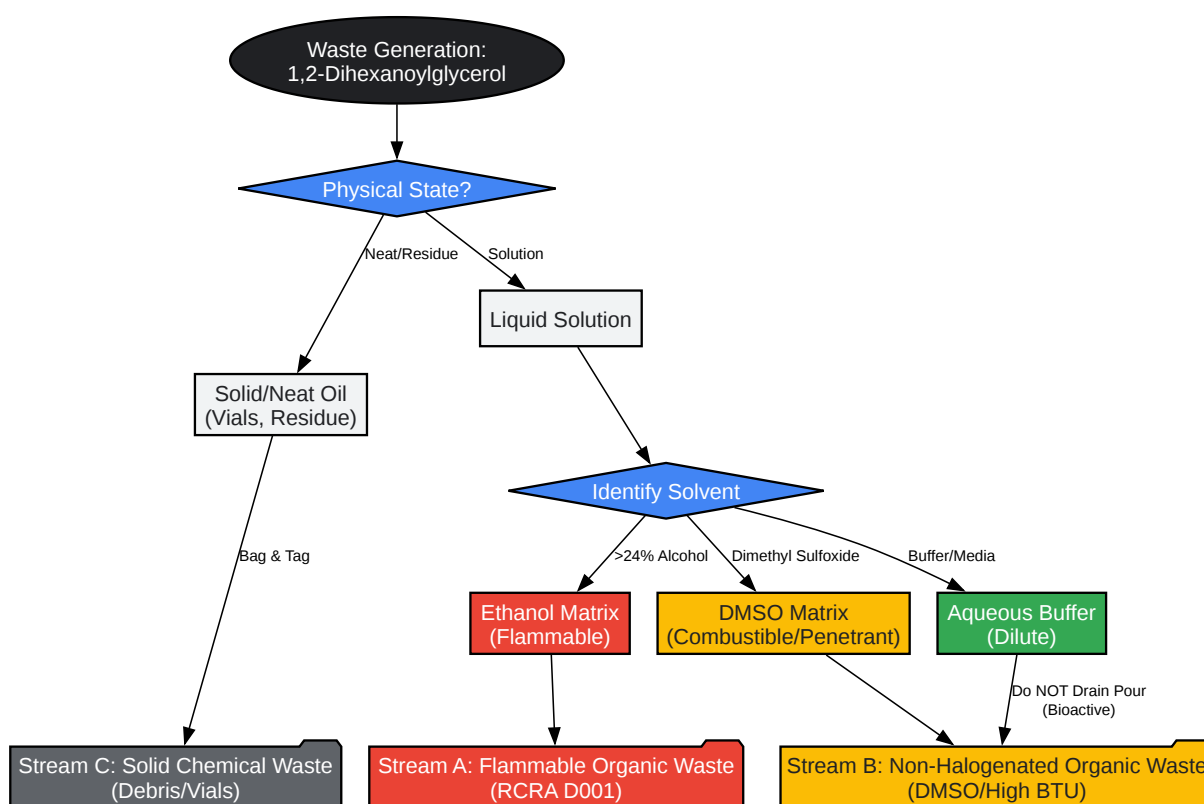 Waste Generation:
1,2-Dihexanoylglycerol
Physical State?
Neat/Residue
Solution
Liquid Solution
Solid/Neat Oil
(Vials, Residue)
Identify Solvent
Bag & Tag
>24% Alcohol
Dimethyl Sulfoxide
Buffer/Media
Ethanol Matrix
(Flammable)
DMSO Matrix
(Combustible/Penetrant)
Aqueous Buffer
(Dilute)
Do NOT Drain Pour
(Bioactive)
Stream C: Solid Chemical Waste
(Debris/Vials)
Stream A: Flammable Organic Waste
(RCRA D001)
Stream B: Non-Halogenated Organic Waste
(DMSO/High BTU)